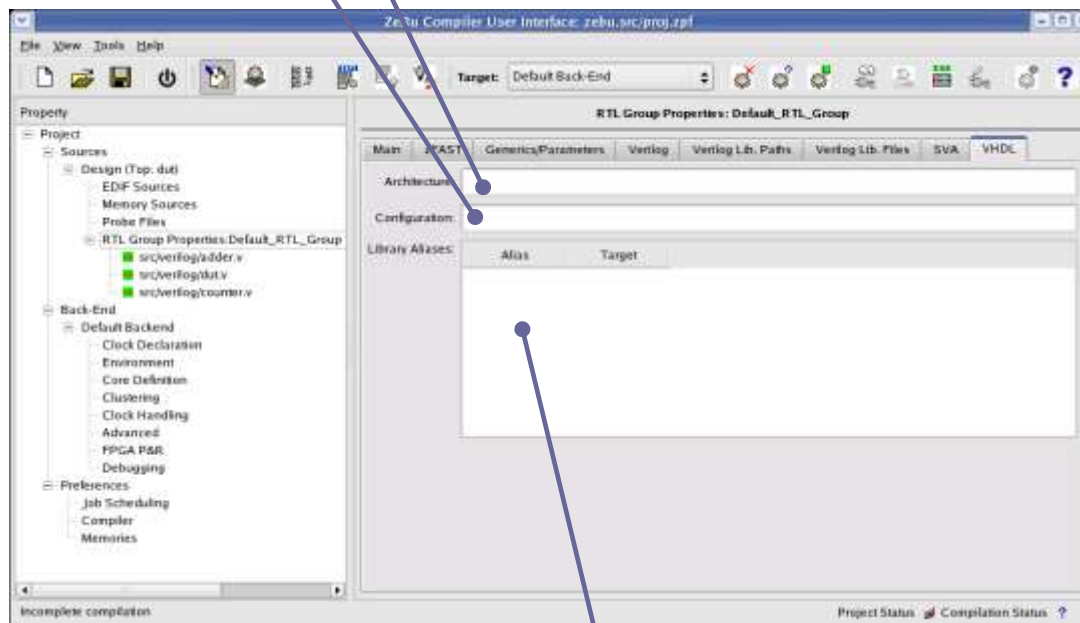 ZeBu Compiler User Interface: zebu.src/proj.zpf
File View Tools Help
Target: Default Back-End
Property
Project
Sources
Design (Top: dut)
EDIF Sources
Memory Sources
Probe Files
RTL Group Properties:Default_RTL_Group
src/verilog/adder.v
src/verilog/dut.v
src/verilog/counter.v
Back-End
Default Backend
Clock Declaration
Environment
Core Definition
Clustering
Clock Handling
Advanced
FPGA P&R
Debugging
Preferences
Job Scheduling
Compiler
Memories
RTL Group Properties: Default_RTL_Group
Main ZFAST Generics/Parameters Verilog Verilog Lib. Paths Verilog Lib. Files SVA VHDL
Architecture:
Configuration:
Library Aliases:
Alias Target
Incomplete compilation
Project Status Compilation Status ?